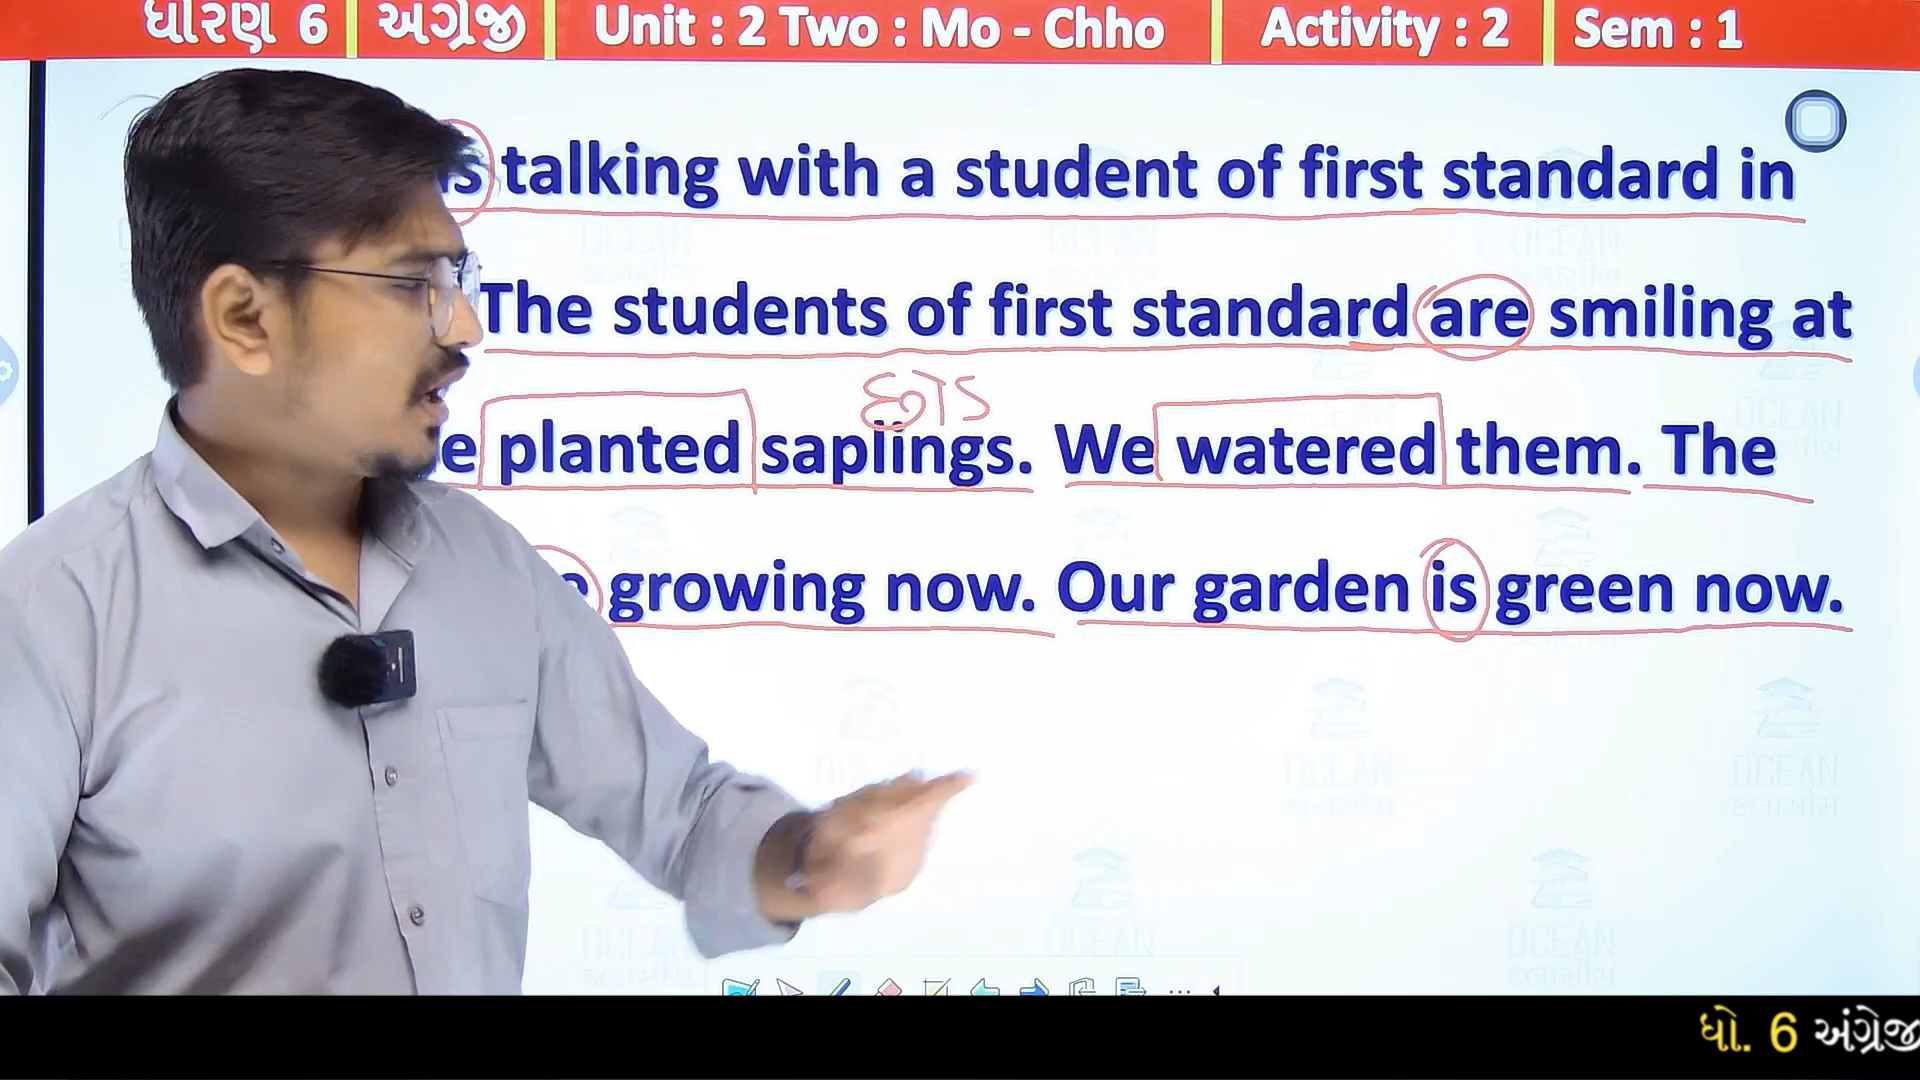 ધોરણ 6 અંગ્રેજી Unit : 2 Two : Mo - Chho Activity : 2 Sem : 1
talking with a student of first standard in
The students of first standard are smiling at
છોડ
planted saplings. We watered them. The
growing now. Our garden is green now.
OCEAN
ક્લાસીસ
ધો. 6 અંગ્રેજી